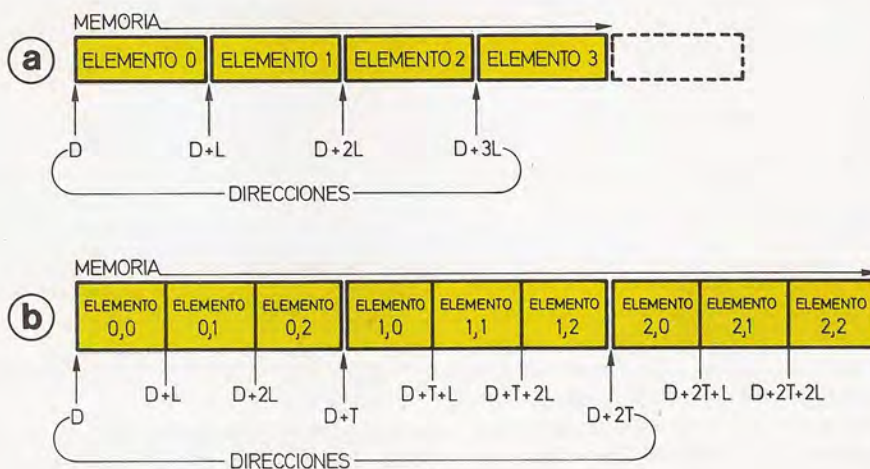 MEMORIA
a
ELEMENTO 0 ELEMENTO 1 ELEMENTO 2 ELEMENTO 3
D D+L D+2L D+3L
DIRECCIONES
MEMORIA
b
ELEMENTO ELEMENTO ELEMENTO ELEMENTO ELEMENTO ELEMENTO ELEMENTO ELEMENTO ELEMENTO
0,0 0,1 0,2 1,0 1,1 1,2 2,0 2,1 2,2
D D+L D+2L D+T D+T+L D+T+2L D+2T D+2T+L D+2T+2L
DIRECCIONES